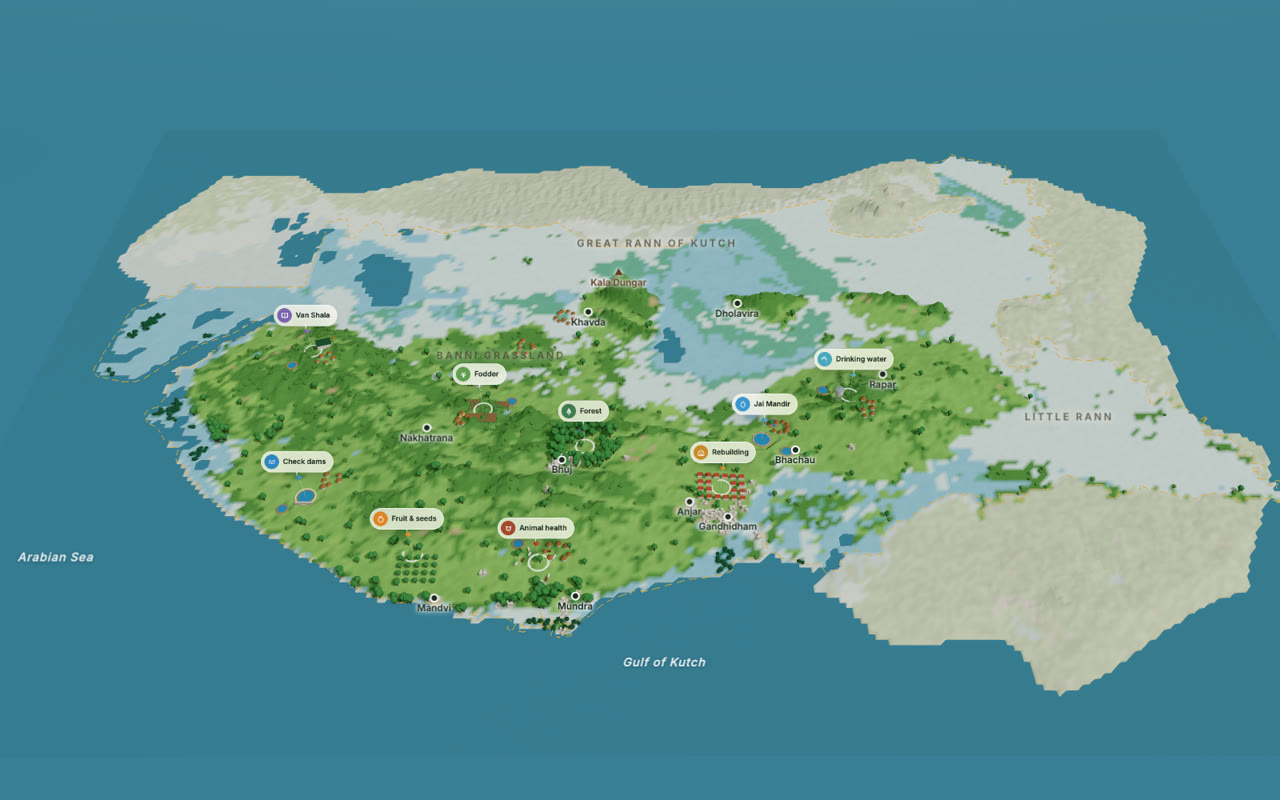 GREAT RANN OF KUTCH
Kala Dungar
Dholavira
Van Shala
Khavda
BANNI GRASSLAND
Drinking water
Fodder
Rapar
Jal Mandir
Forest
LITTLE RANN
Nakhatrana
Rebuilding
Check dams
Bhuj
Bhachau
Anjar
Fruit & seeds
Animal health
Gandhidham
Arabian Sea
Mandvi
Mundra
Gulf of Kutch